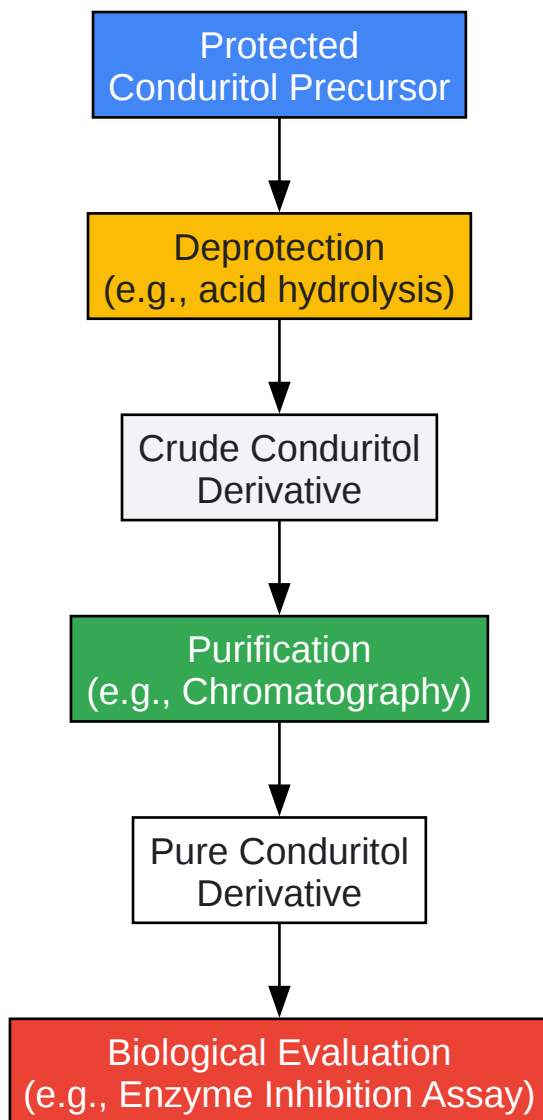 Protected
Conduritol Precursor
Deprotection
(e.g., acid hydrolysis)
Crude Conduritol
Derivative
Purification
(e.g., Chromatography)
Pure Conduritol
Derivative
Biological Evaluation
(e.g., Enzyme Inhibition Assay)